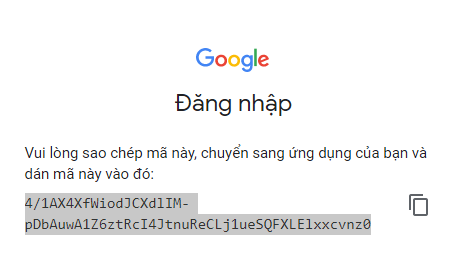 Google
Đăng nhập
Vui lòng sao chép mã này, chuyển sang ứng dụng của bạn và
dán mã này vào đó:
4/1AX4XfWiodJCXdlIM-
pDbAuwA1Z6ztRcI4JtnuReCLj1ueSQFXLElxxcvnz0